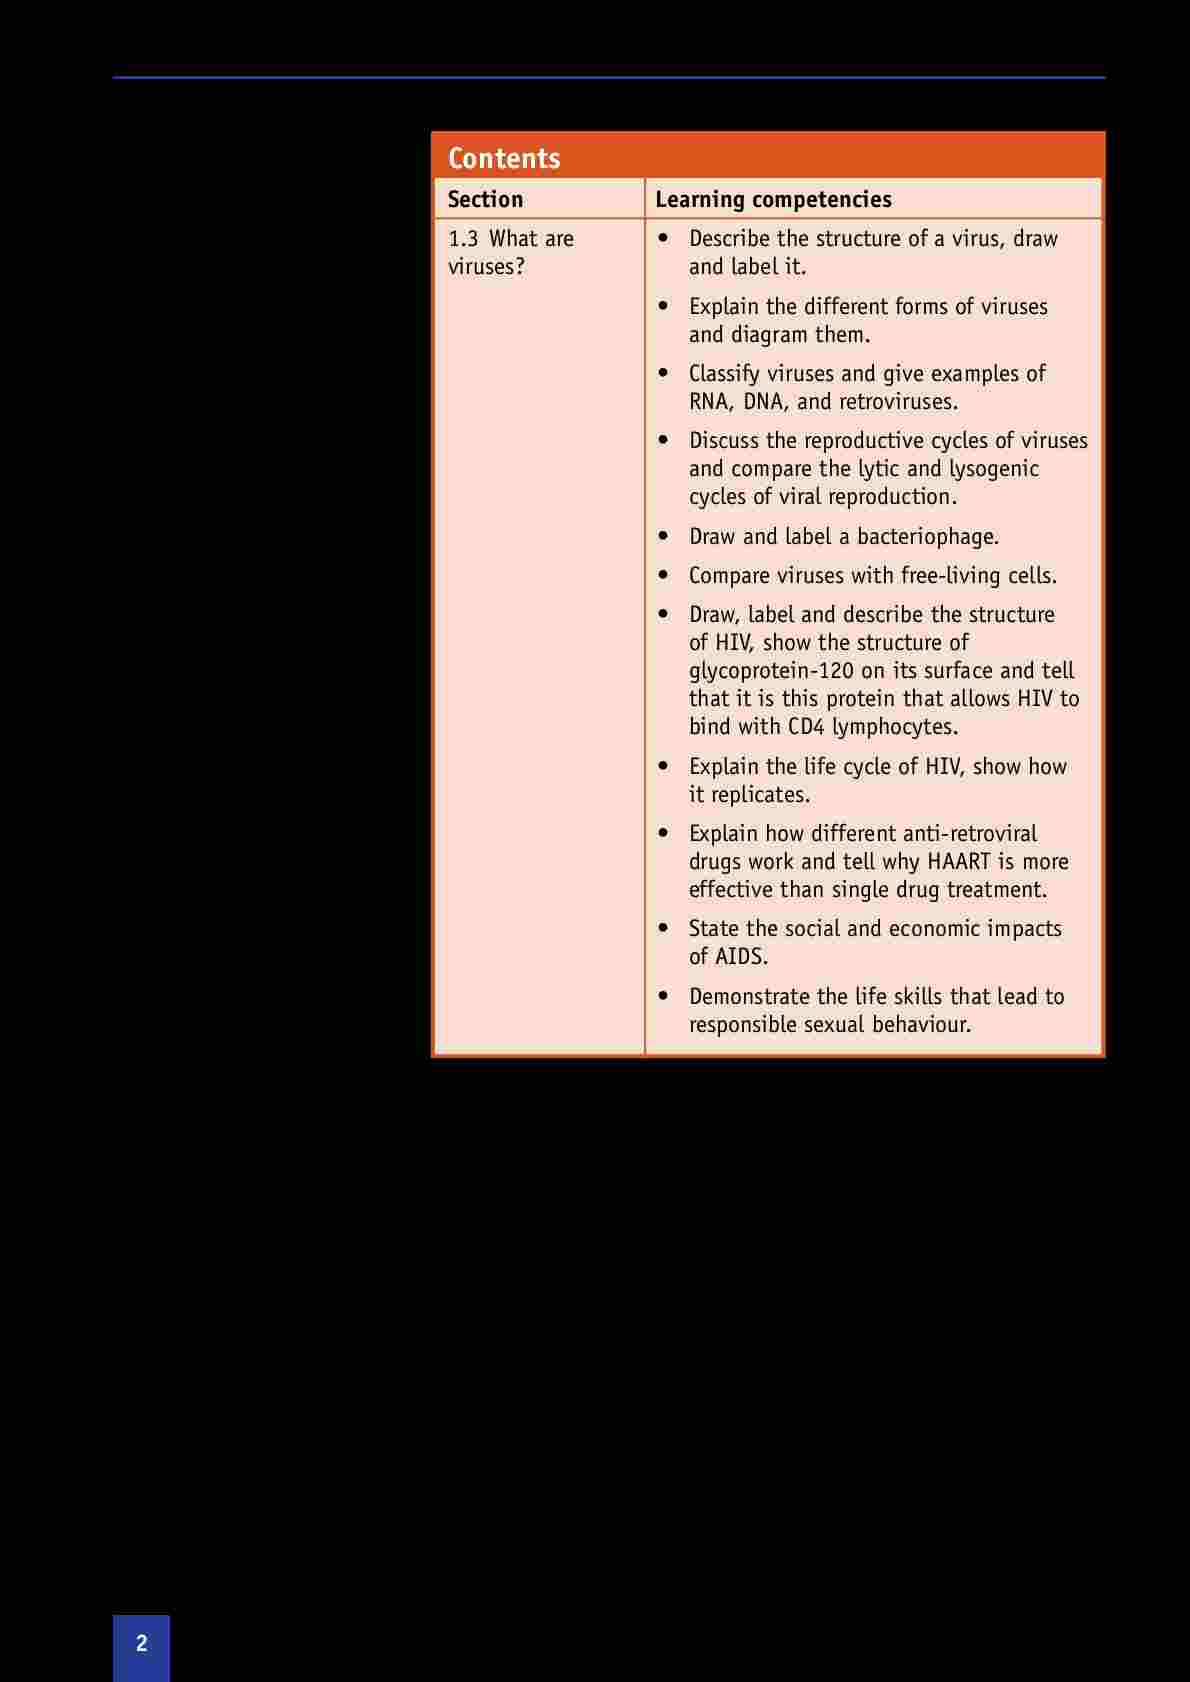 Contents
Section
Learning competencies
1.3 What are
viruses?
• Describe the structure of a virus, draw
and label it.
• Explain the different forms of viruses
and diagram them.
• Classify viruses and give examples of
RNA, DNA, and retroviruses.
• Discuss the reproductive cycles of viruses
and compare the lytic and lysogenic
cycles of viral reproduction.
• Draw and label a bacteriophage.
• Compare viruses with free-living cells.
• Draw, label and describe the structure
of HIV, show the structure of
glycoprotein-120 on its surface and tell
that it is this protein that allows HIV to
bind with CD4 lymphocytes.
• Explain the life cycle of HIV, show how
it replicates.
• Explain how different anti-retroviral
drugs work and tell why HAART is more
effective than single drug treatment.
• State the social and economic impacts
of AIDS.
• Demonstrate the life skills that lead to
responsible sexual behaviour.
2